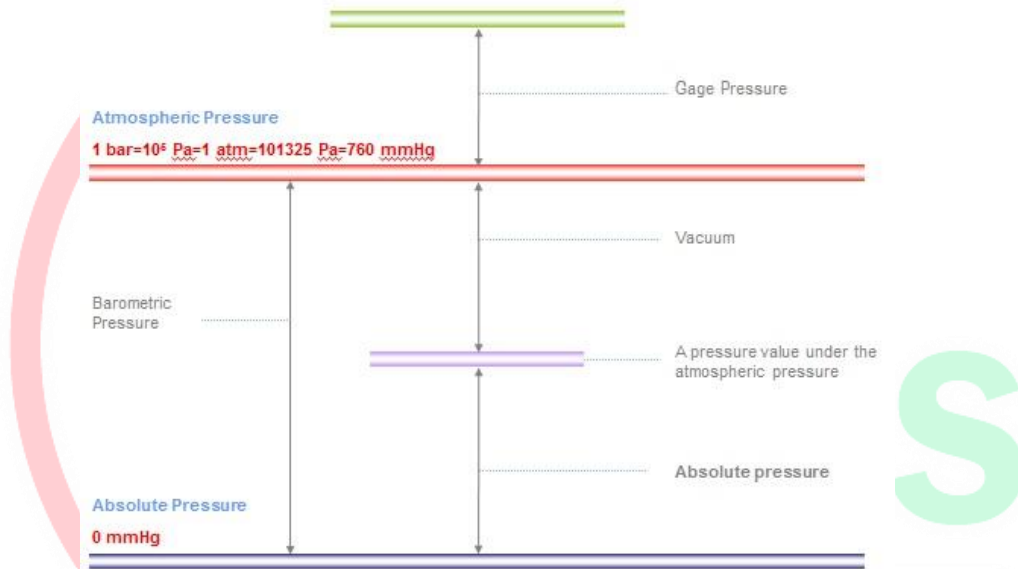 Gage Pressure
Atmospheric Pressure
1 bar=10⁶ Pa=1 atm=101325 Pa=760 mmHg
Vacuum
Barometric
Pressure
A pressure value under the
atmospheric pressure
Absolute pressure
Absolute Pressure
0 mmHg
S